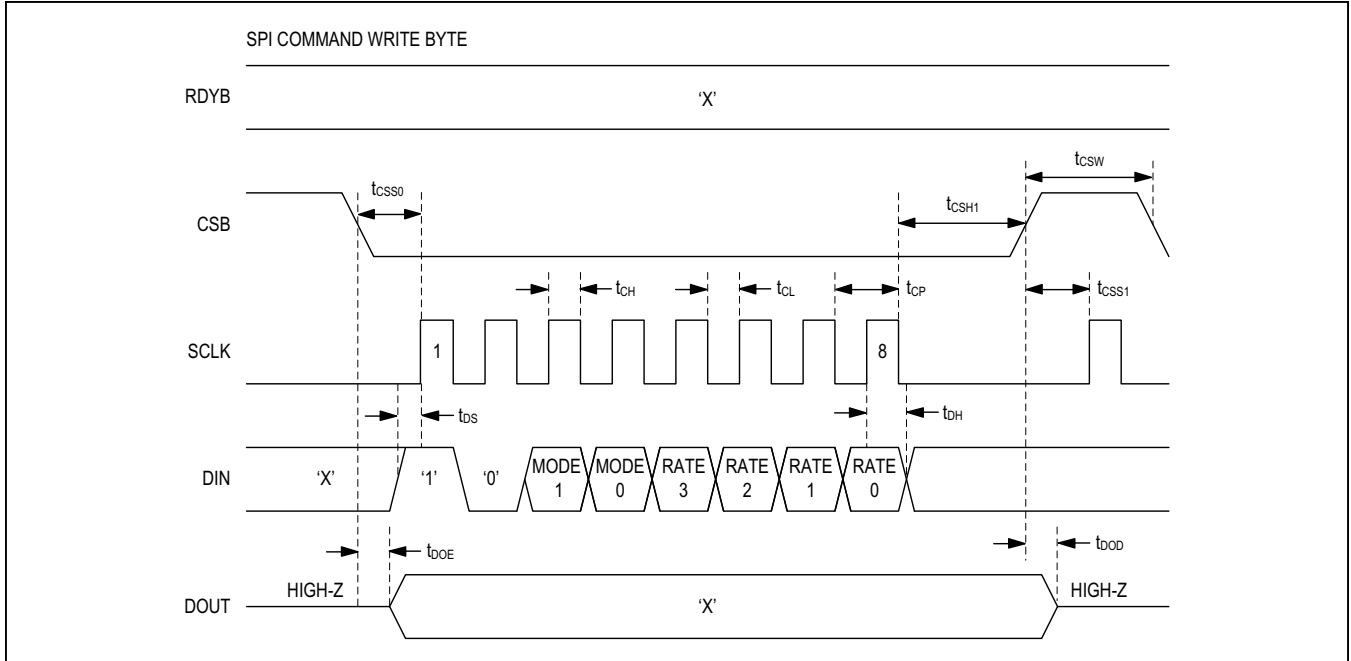 SPI COMMAND WRITE BYTE
RDYB
‘X’
tCSW
tCSS0
tCSH1
CSB
tCH
tCL
tCP
tCSS1
SCLK
1
8
tDS
tDH
DIN
‘X’
‘1’
‘0’
MODE 1
MODE 0
RATE 3
RATE 2
RATE 1
RATE 0
tDOE
tDOD
HIGH-Z
HIGH-Z
DOUT
‘X’